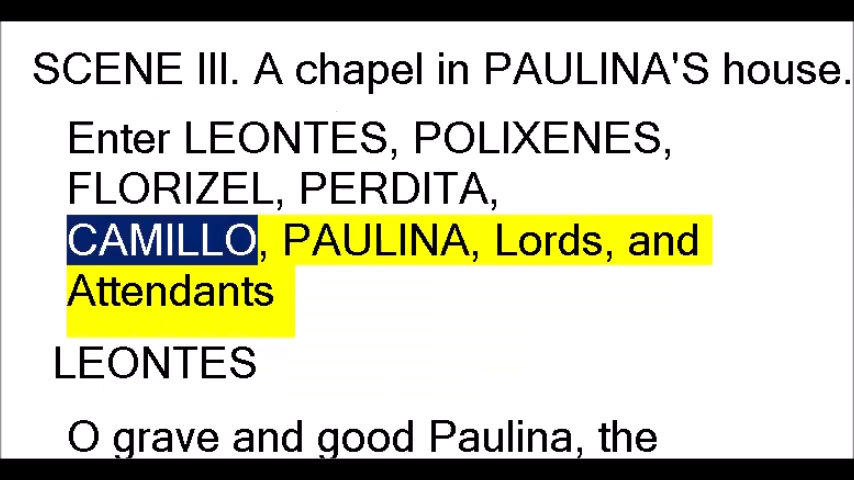 SCENE III. A chapel in PAULINA'S house.
Enter LEONTES, POLIXENES,
FLORIZEL, PERDITA,
CAMILLO, PAULINA, Lords, and
Attendants
LEONTES
O grave and good Paulina, the